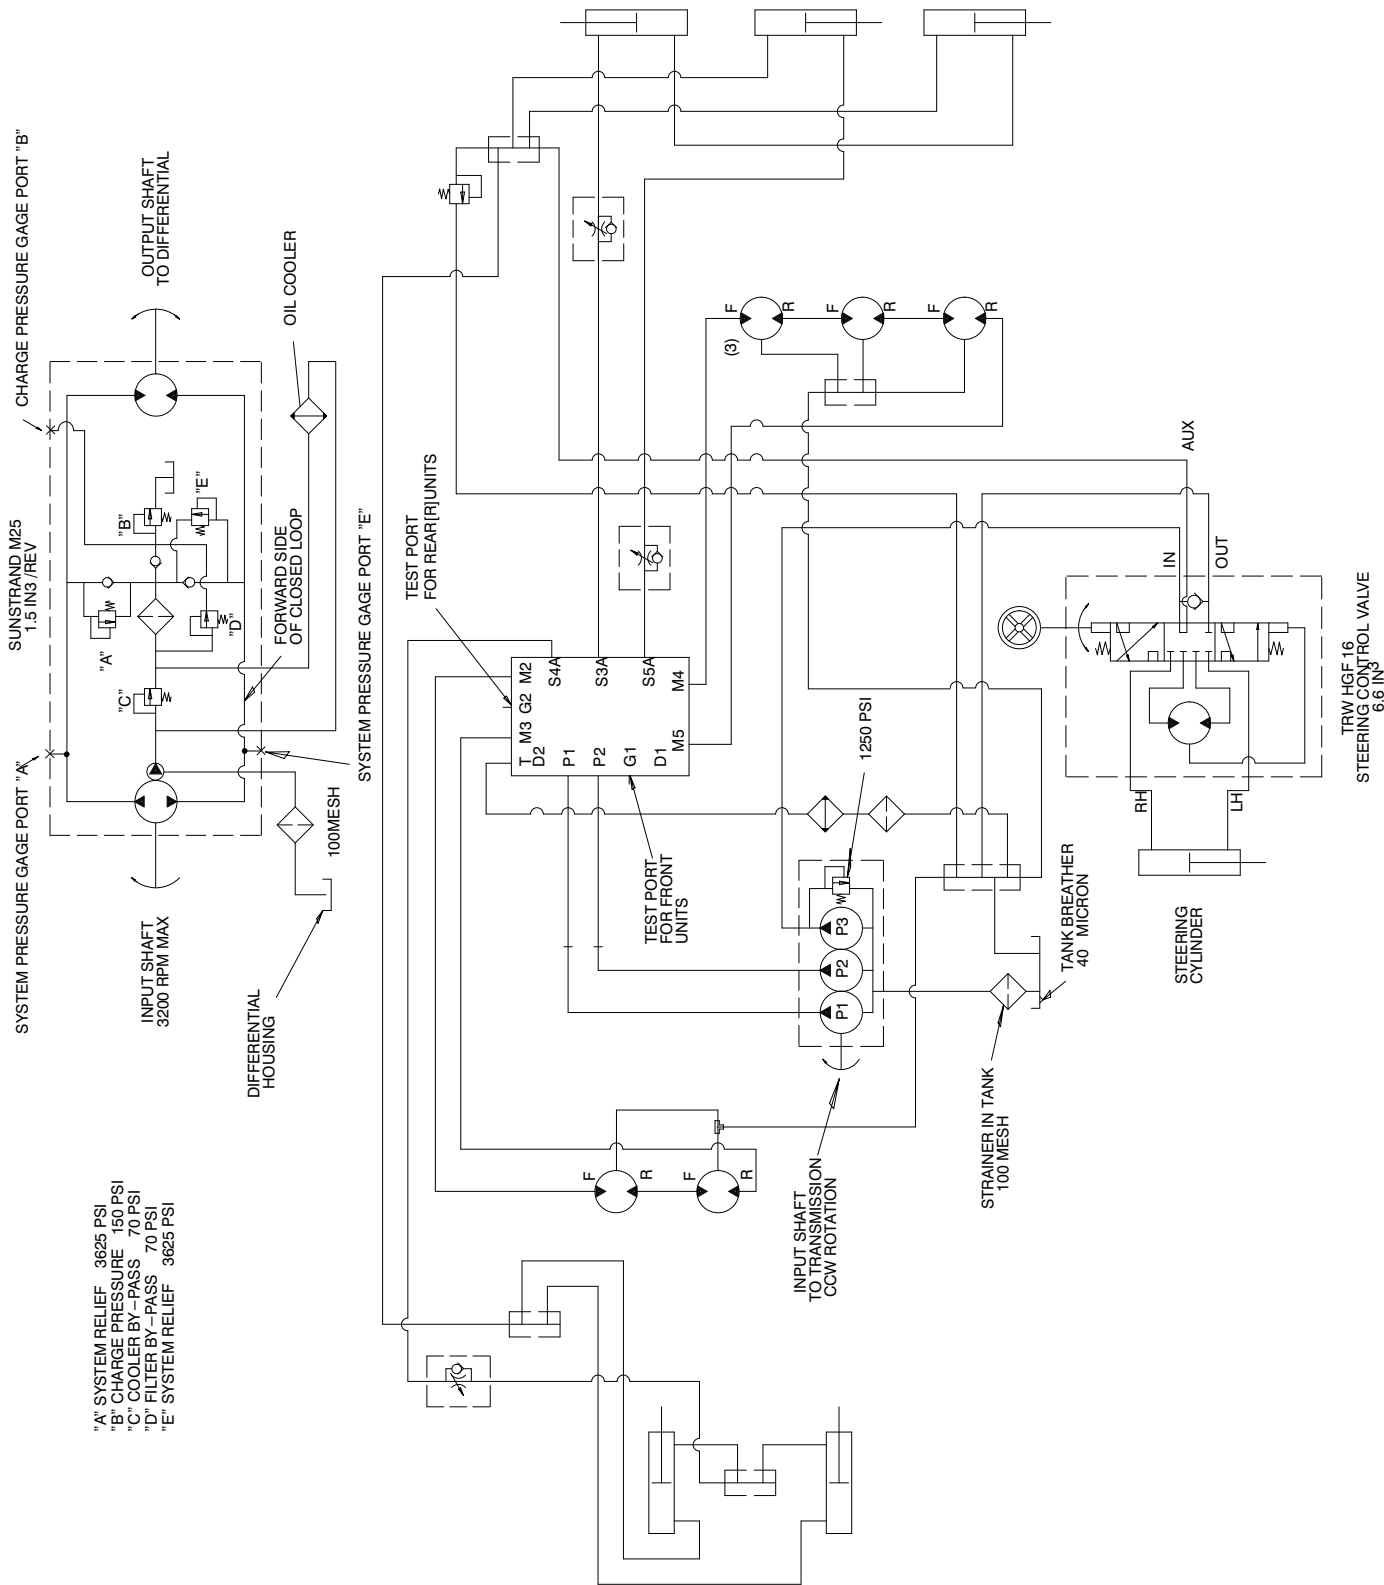 SYSTEM PRESSURE GAGE PORT "A"
SUNSTRAND M25
1.5 IN3 /REV
CHARGE PRESSURE GAGE PORT "B"
INPUT SHAFT
3200 RPM MAX
OUTPUT SHAFT
TO DIFFERENTIAL
"C"
"A"
"B"
"D"
"E"
DIFFERENTIAL
HOUSING
100MESH
FORWARD SIDE
OF CLOSED LOOP
OIL COOLER
SYSTEM PRESSURE GAGE PORT "E"
"A" SYSTEM RELIEF 3625 PSI
"B" CHARGE PRESSURE 150 PSI
"C" COOLER BY-PASS 70 PSI
"D" FILTER BY-PASS 70 PSI
"E" SYSTEM RELIEF 3625 PSI
TEST PORT
FOR REAR[R]UNITS
T
D2
M3
G2
M2
P1
P2
G1
D1
M5
S4A
S3A
S5A
M4
TEST PORT
FOR FRONT
UNITS
F
R
F
R
(3)
F
R
F
R
F
R
P1
P2
P3
1250 PSI
INPUT SHAFT
TO TRANSMISSION
CCW ROTATION
STRAINER IN TANK
100 MESH
TANK BREATHER
40 MICRON
AUX
IN
OUT
RH
LH
STEERING
CYLINDER
TRW HGF 16
STEERING CONTROL VALVE
6.6 IN3